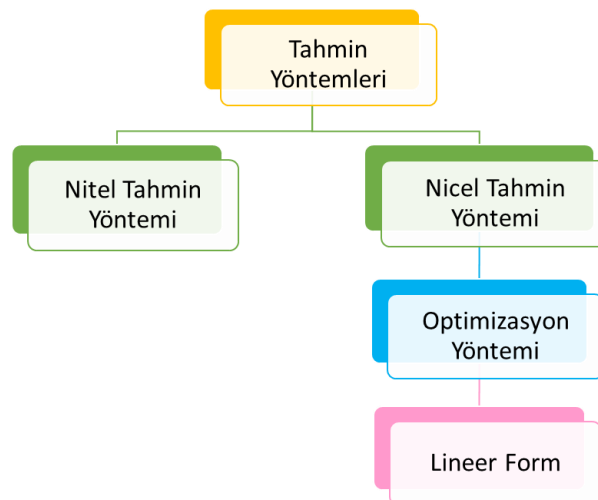 Tahmin
Yöntemleri
Nitel Tahmin
Yöntemi
Nicel Tahmin
Yöntemi
Optimizasyon
Yöntemi
Lineer Form